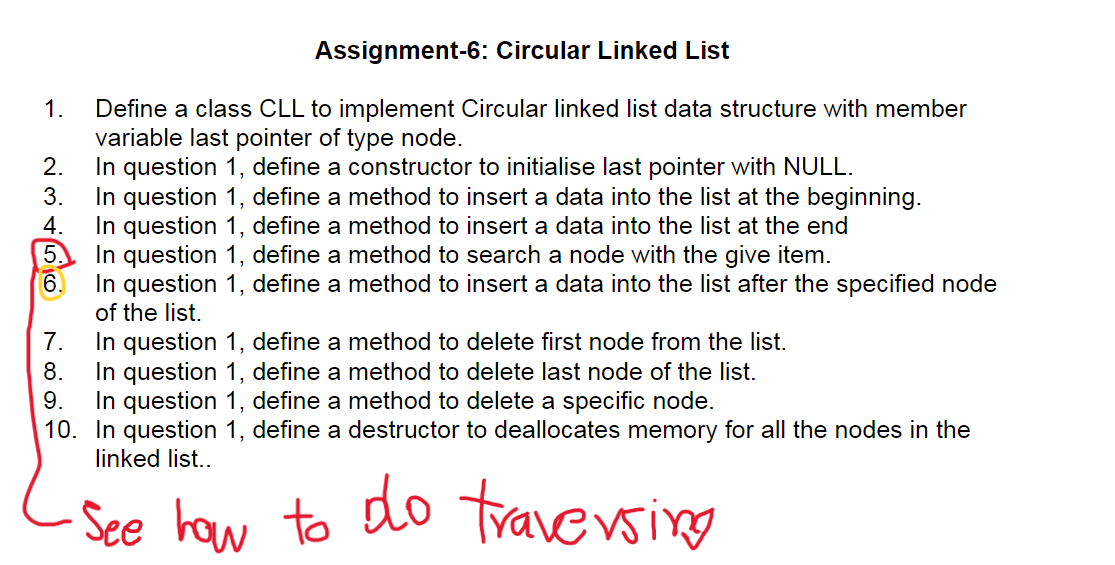 Assignment-6: Circular Linked List
1. Define a class CLL to implement Circular linked list data structure with member
variable last pointer of type node.
2. In question 1, define a constructor to initialise last pointer with NULL.
3. In question 1, define a method to insert a data into the list at the beginning.
4. In question 1, define a method to insert a data into the list at the end
5. In question 1, define a method to search a node with the give item.
6. In question 1, define a method to insert a data into the list after the specified node
of the list.
7. In question 1, define a method to delete first node from the list.
8. In question 1, define a method to delete last node of the list.
9. In question 1, define a method to delete a specific node.
10. In question 1, define a destructor to deallocates memory for all the nodes in the
linked list..
See how to do traversing